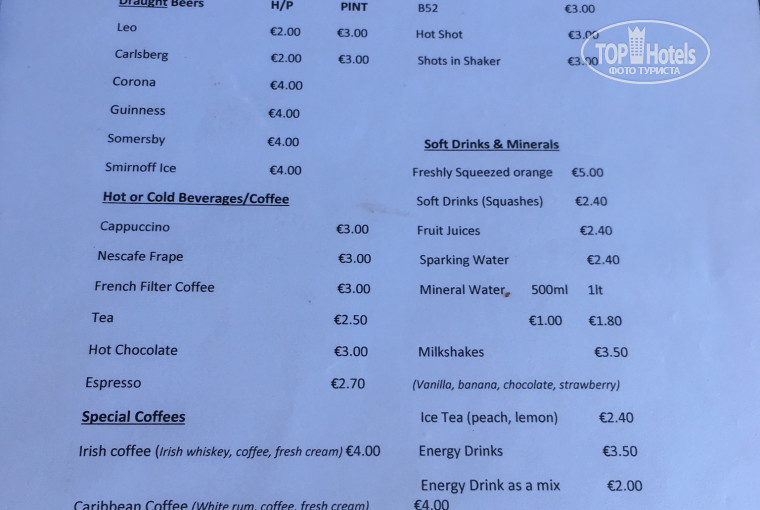 Draught Beers H/P PINT
Leo €2.00 €3.00
Carlsberg €2.00 €3.00
Corona €4.00
Guinness €4.00
Somersby €4.00
Smirnoff Ice €4.00
Hot or Cold Beverages/Coffee
Cappuccino €3.00
Nescafe Frape €3.00
French Filter Coffee €3.00
Tea €2.50
Hot Chocolate €3.00
Espresso €2.70
Special Coffees
Irish coffee (Irish whiskey, coffee, fresh cream) €4.00
Caribbean Coffee (White rum, coffee, fresh cream) €4.00
B52 €3.00
Hot Shot €3.00
Shots in Shaker €3.00
TOP Hotels
ФОТО ТУРИСТА
Soft Drinks & Minerals
Freshly Squeezed orange €5.00
Soft Drinks (Squashes) €2.40
Fruit Juices €2.40
Sparking Water €2.40
Mineral Water 500ml 1lt
€1.00 €1.80
Milkshakes €3.50
(Vanilla, banana, chocolate, strawberry)
Ice Tea (peach, lemon) €2.40
Energy Drinks €3.50
Energy Drink as a mix €2.00